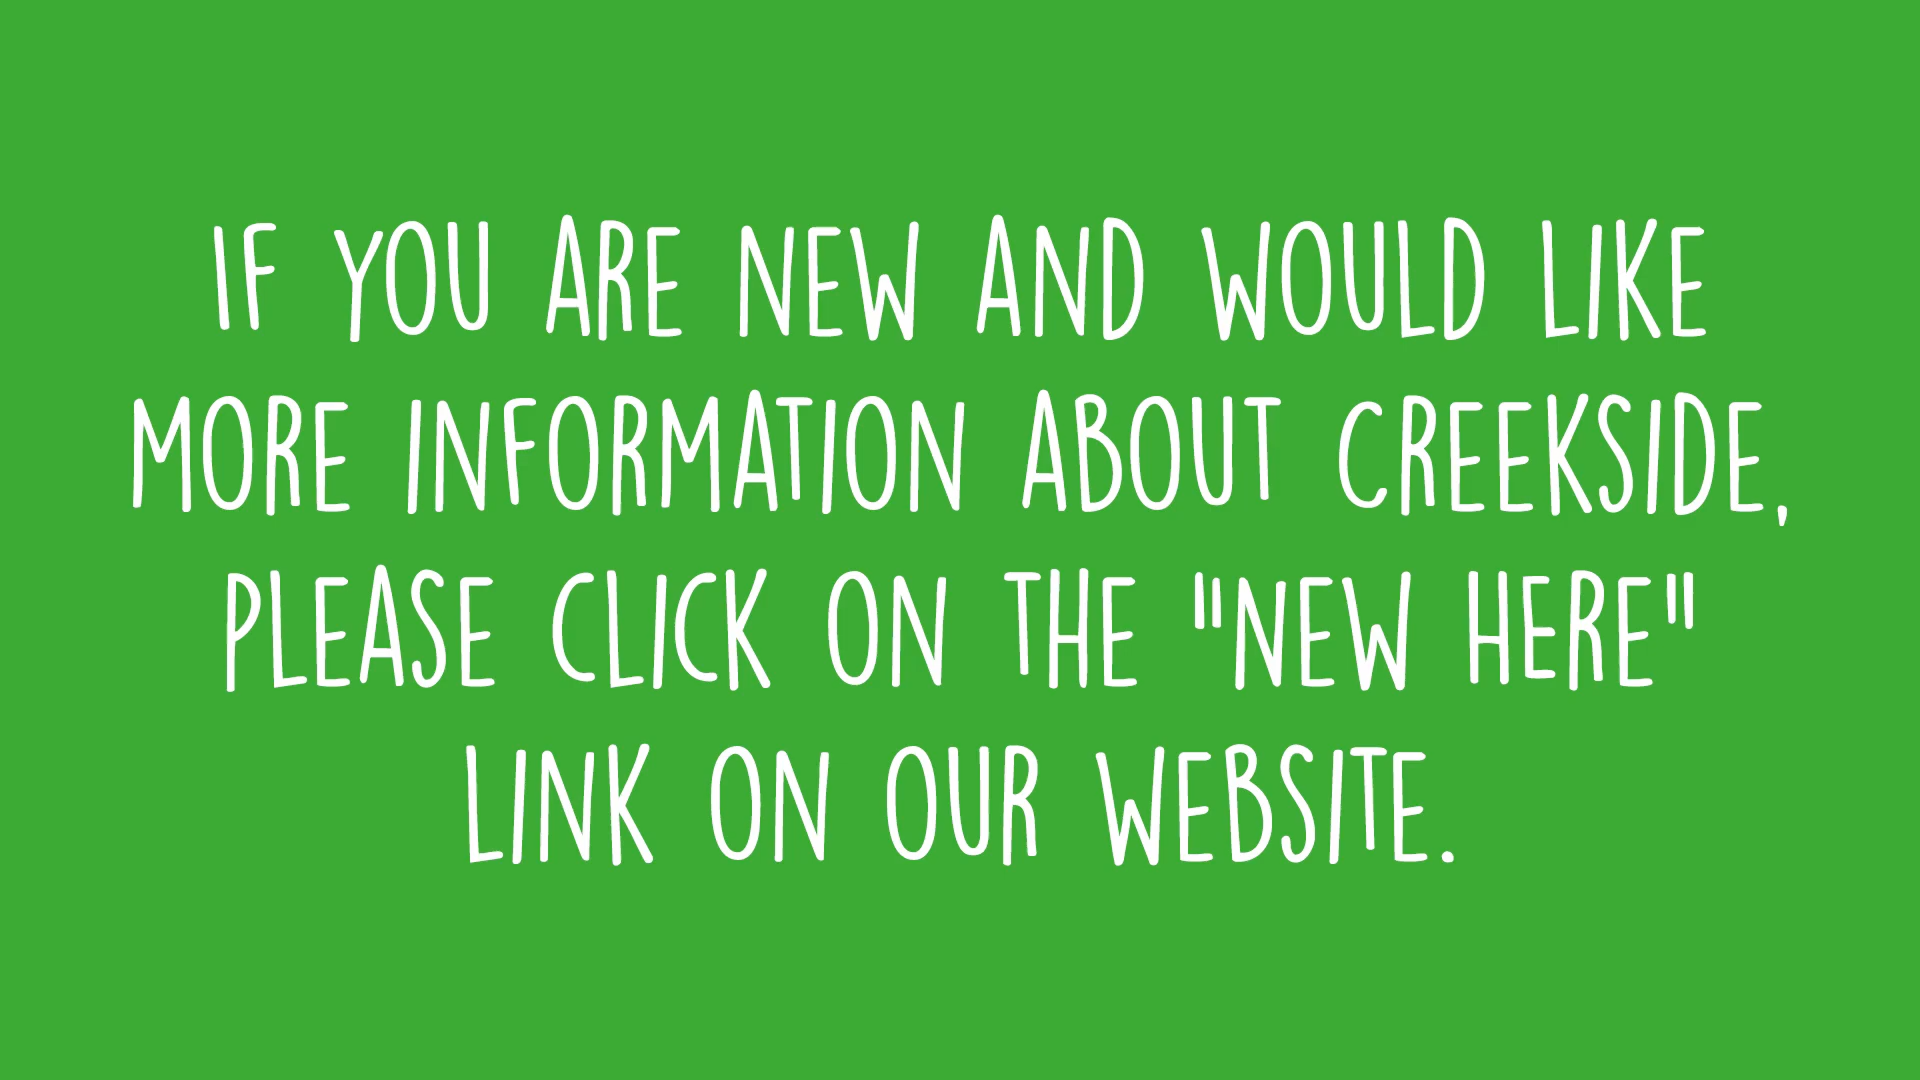 IF YOU ARE NEW AND WOULD LIKE
MORE INFORMATION ABOUT CREEKSIDE,
PLEASE CLICK ON THE "NEW HERE"
LINK ON OUR WEBSITE.